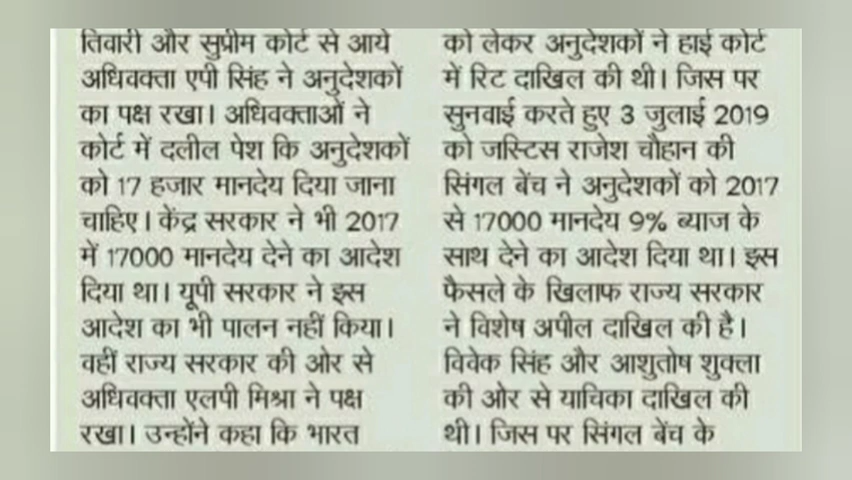 तिवारी और सुप्रीम कोर्ट से आये
अधिवक्ता एपी सिंह ने अनुदेशकों
का पक्ष रखा। अधिवक्ताओं ने
कोर्ट में दलील पेश कि अनुदेशकों
को 17 हजार मानदेय दिया जाना
चाहिए। केंद्र सरकार ने भी 2017
में 17000 मानदेय देने का आदेश
दिया था। यूपी सरकार ने इस
आदेश का भी पालन नहीं किया।
वहीं राज्य सरकार की ओर से
अधिवक्ता एलपी मिश्रा ने पक्ष
रखा। उन्होंने कहा कि भारत
को लेकर अनुदेशकों ने हाई कोर्ट
में रिट दाखिल की थी। जिस पर
सुनवाई करते हुए 3 जुलाई 2019
को जस्टिस राजेश चौहान की
सिंगल बेंच ने अनुदेशकों को 2017
से 17000 मानदेय 9% ब्याज के
साथ देने का आदेश दिया था। इस
फैसले के खिलाफ राज्य सरकार
ने विशेष अपील दाखिल की है।
विवेक सिंह और आशुतोष शुक्ला
की ओर से याचिका दाखिल की
थी। जिस पर सिंगल बेंच के